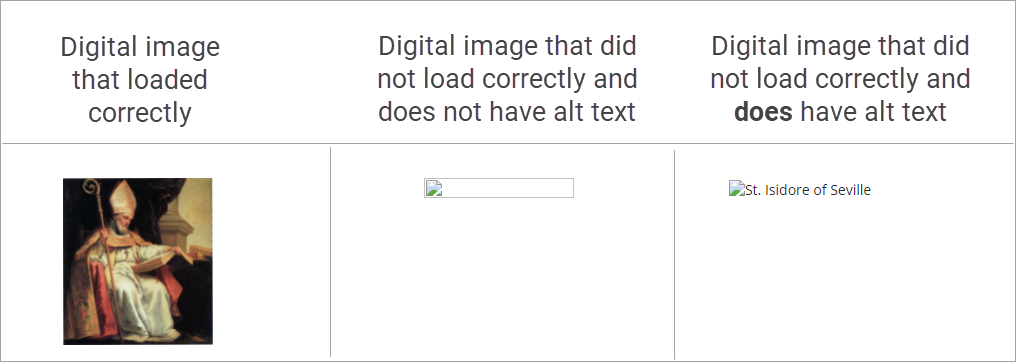 Digital image
that loaded
correctly
Digital image that did
not load correctly and
does not have alt text
Digital image that did
not load correctly and
does have alt text
St. Isidore of Seville